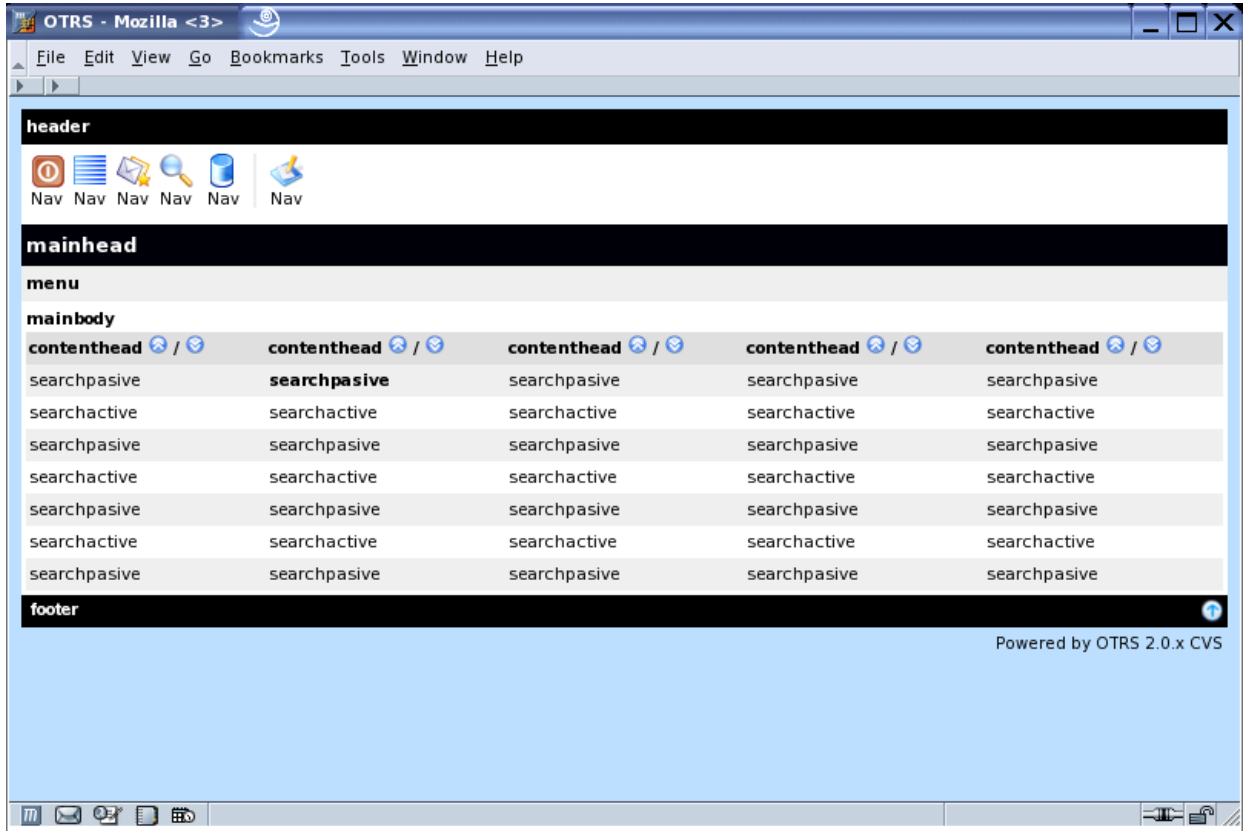 OTRS - Mozilla <3>
File Edit View Go Bookmarks Tools Window Help
header
Nav Nav Nav Nav Nav Nav
mainhead
menu
mainbody
contenthead / contenthead / contenthead / contenthead / contenthead /
searchpasive searchpasive searchpasive searchpasive searchpasive
searchactive searchactive searchactive searchactive searchactive
searchpasive searchpasive searchpasive searchpasive searchpasive
searchactive searchactive searchactive searchactive searchactive
searchpasive searchpasive searchpasive searchpasive searchpasive
searchactive searchactive searchactive searchactive searchactive
searchpasive searchpasive searchpasive searchpasive searchpasive
footer
Powered by OTRS 2.0.x CVS